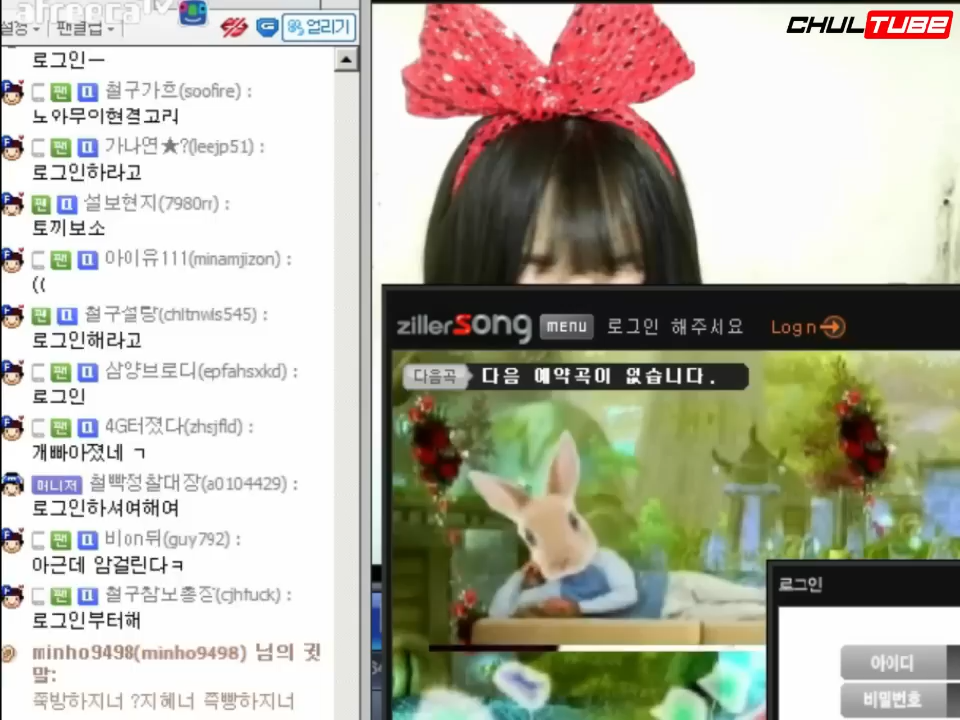 afreecaTV
CHULTUBE
설정 팬클럽 얼리기
로그인ㅡ
철구가흐(soofire) :
노와무이현결고리
가나연★?(leejp51) :
로그인하라고
설보현지(7980rr) :
토끼보소
아이유111(minamjizon) :
((
철구설탕(chltnwls545) :
로그인해라고
삼양브로디(epfahsxkd) :
로그인
4G터졌다(zhsjfld) :
개빠아졌네 ㄱ
매니저 철빡정찰대장(a0104429) :
로그인하셔여해여
비on뒤(guy792) :
아근데 암걸린다ㅋ
철구참보총장(cjhfuck) :
로그인부터해
minho9498(minho9498) 님의 귓
말:
쭉방하지너 ?지혜너 쪽빵하지너
zillersong MENU 로그인 해주세요 Login
다음곡 다음 예약곡이 없습니다.
로그인
아이디
비밀번호